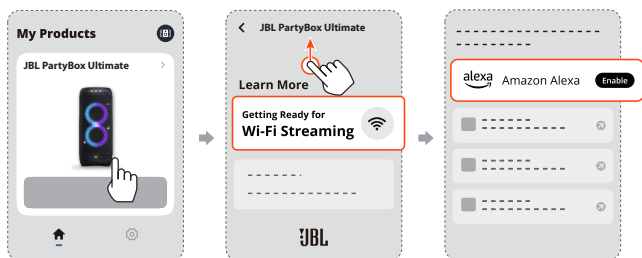 My Products
JBL PartyBox Ultimate
JBL PartyBox Ultimate
Learn More
Getting Ready for
Wi-Fi Streaming
JBL
alexa Amazon Alexa Enable